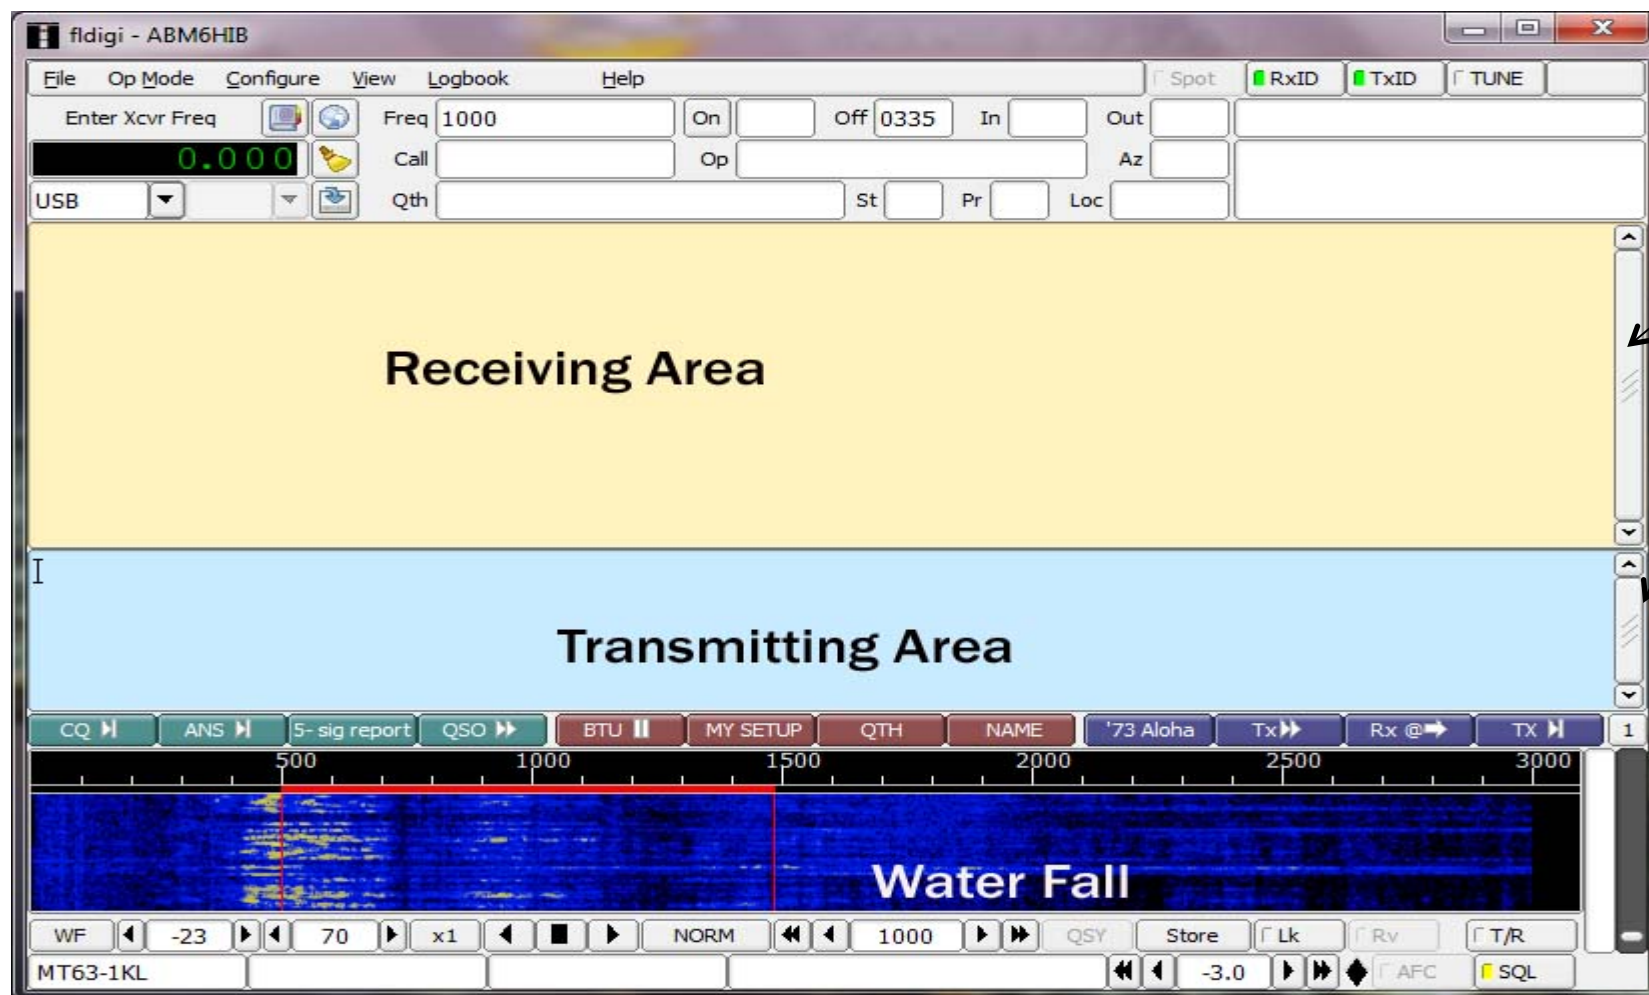 fldigi - ABM6HIB
File Op Mode Configure View Logbook Help Spot RxID TxID TUNE
Enter Xcvr Freq Freq 1000 On Off 0335 In Out
0.000 Call Op Az
USB Qth St Pr Loc
Receiving Area
Transmitting Area
CQ ANS 5- sig report QSO BTU MY SETUP QTH NAME '73 Aloha Tx Rx @ TX 1
500 1000 1500 2000 2500 3000
Water Fall
WF -23 70 x1 NORM 1000 QSY Store Lk Rv T/R
MT63-1KL -3.0 AFC SQL